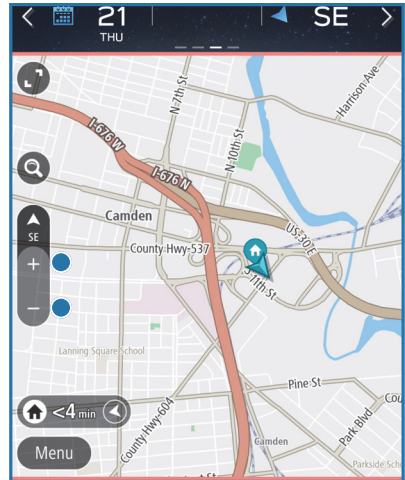 21
THU
SE
N 7th St
Harrison Ave
I-676 W
N 10th St
I-676 N
Camden
SE
US-30 E
County Hwy-537
S 11th St
+
−
Lanning Square School
Pine St
<4 min
County Hwy-604
Park Blvd
Camden
Menu
Parkside Sch